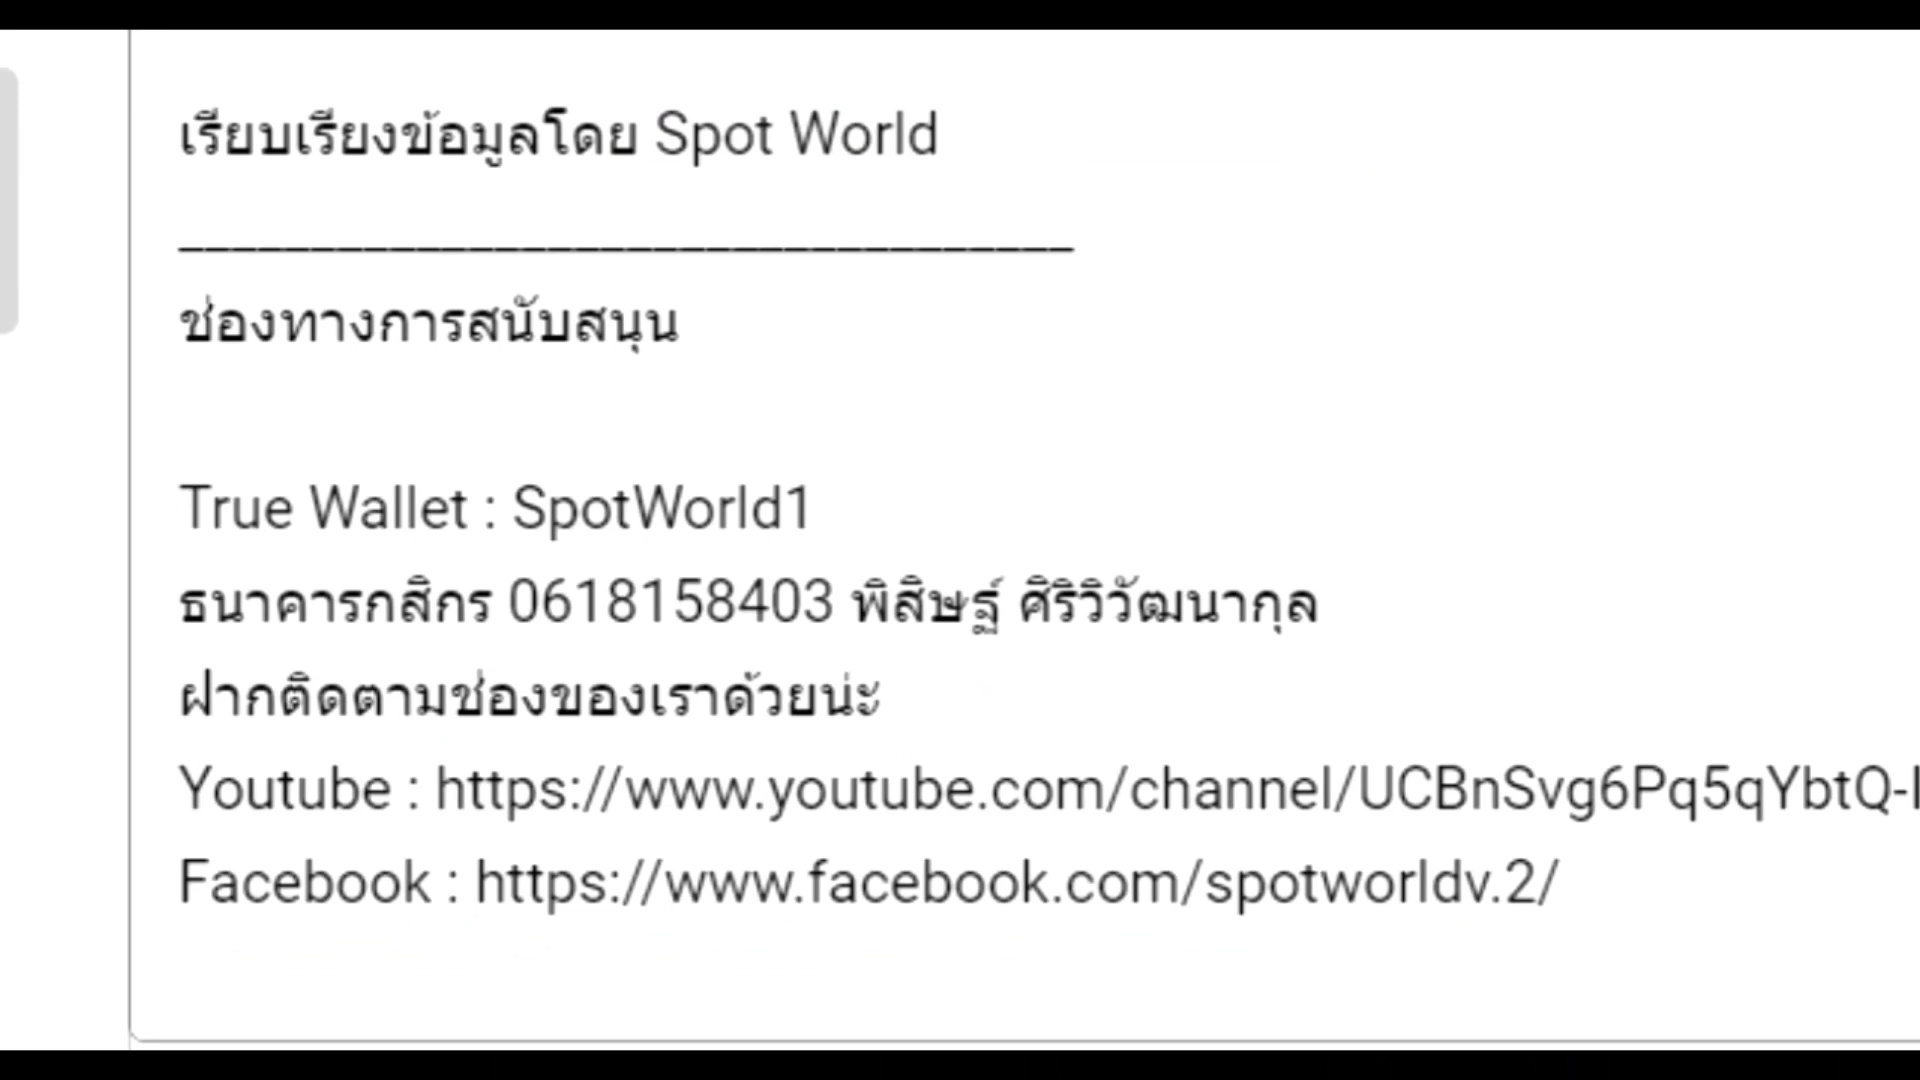 เรียบเรียงข้อมูลโดย Spot World
__________________________________
ช่องทางการสนับสนุน
True Wallet : SpotWorld1
ธนาคารกสิกร 0618158403 พิสิษฐ์ ศิริวิวัฒนากุล
ฝากติดตามช่องของเราด้วยน่ะ
Youtube : https://www.youtube.com/channel/UCBnSvg6Pq5qYbtQ-
Facebook : https://www.facebook.com/spotworldv.2/